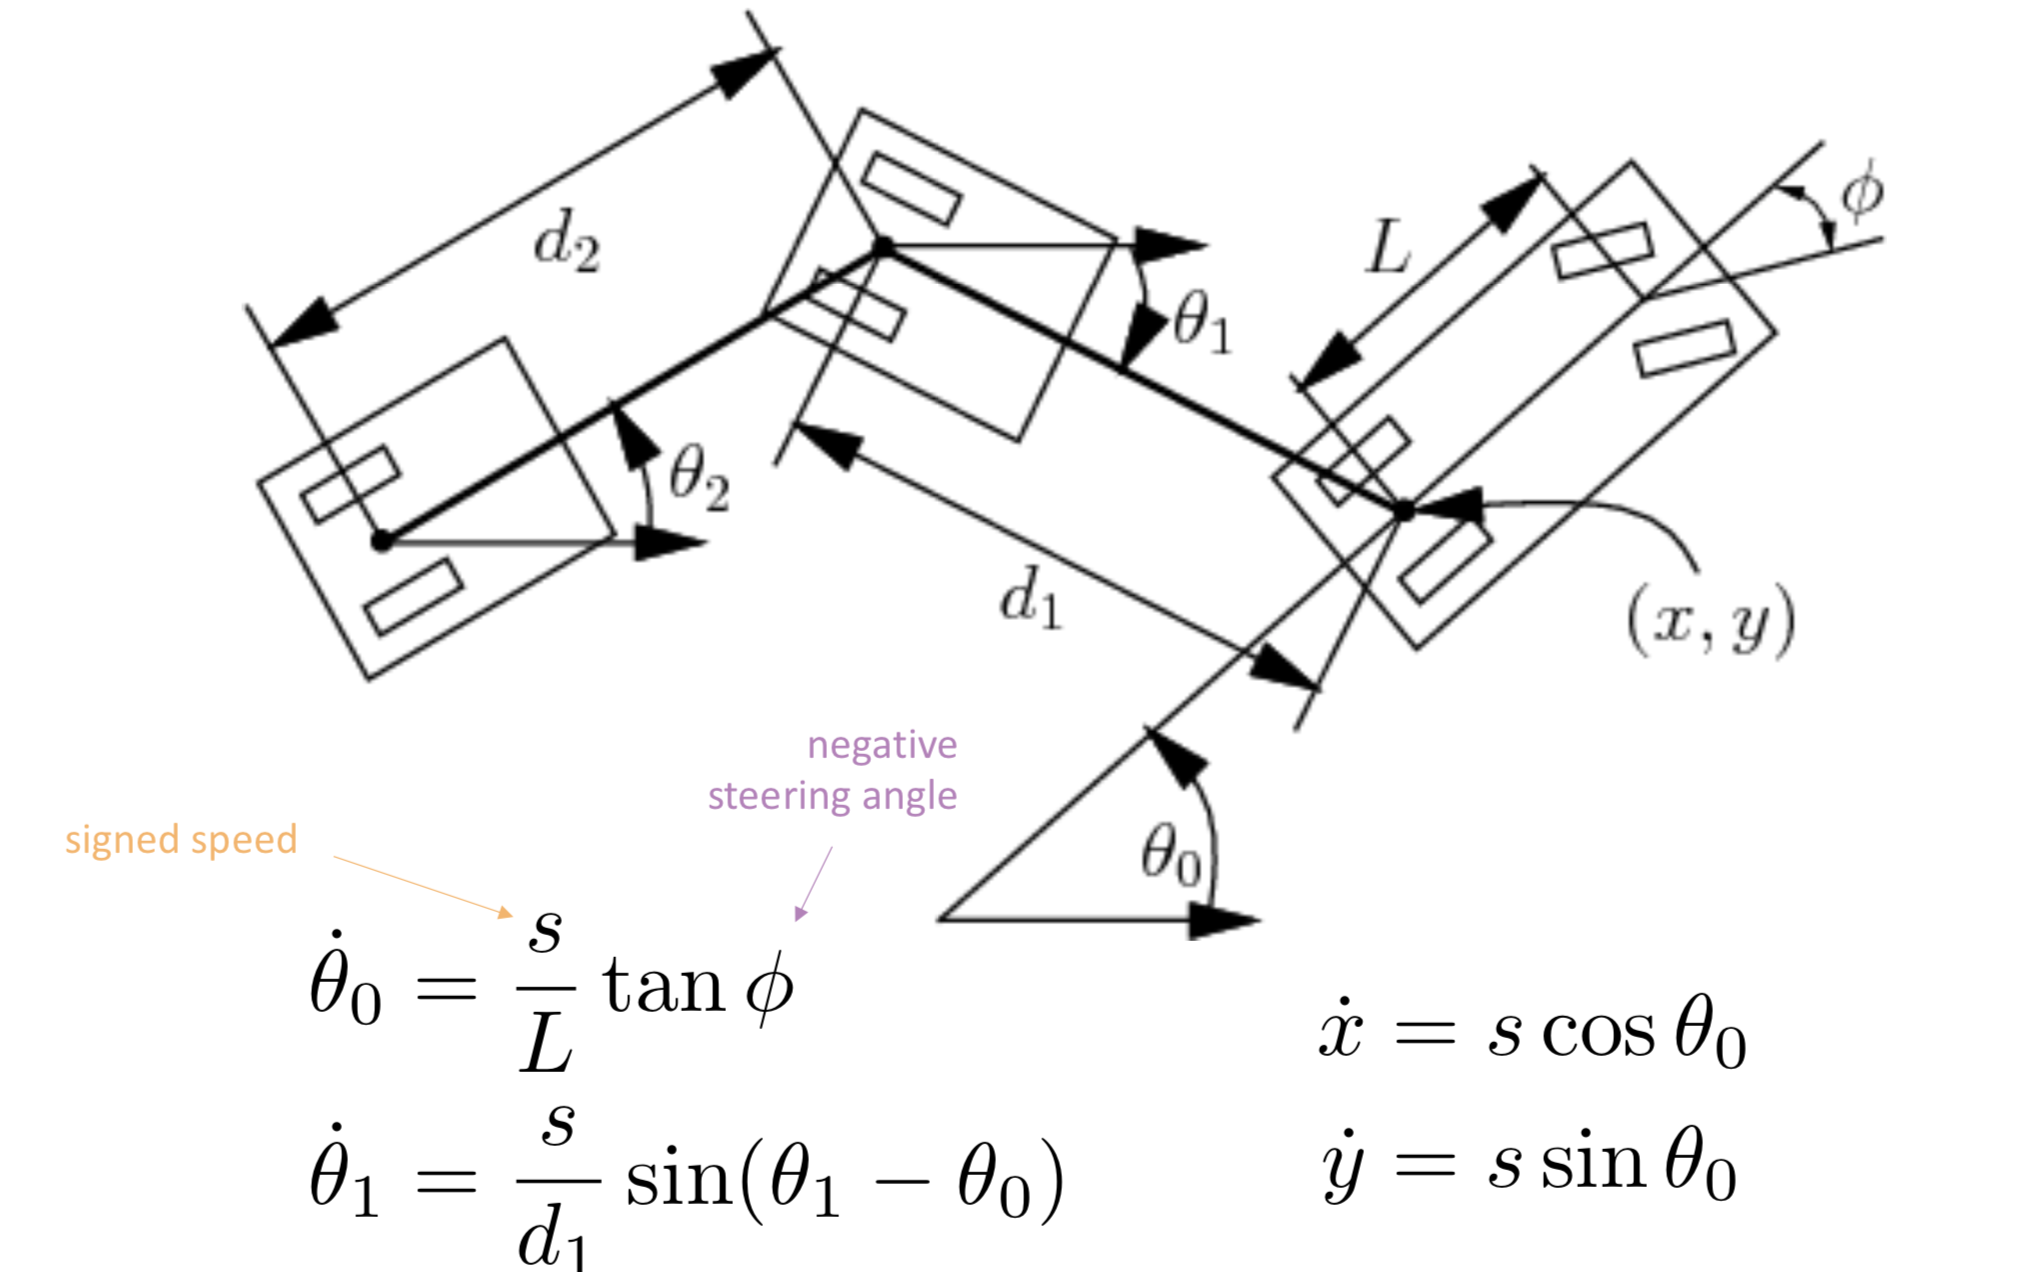 d₂
L
ϕ
θ₁
θ₂
d₁
(x, y)
negative
steering angle
signed speed
θ₀
θ̇₀ = s/L tan ϕ
ẋ = s cos θ₀
θ̇₁ = s/d₁ sin(θ₁ − θ₀)
ẏ = s sin θ₀